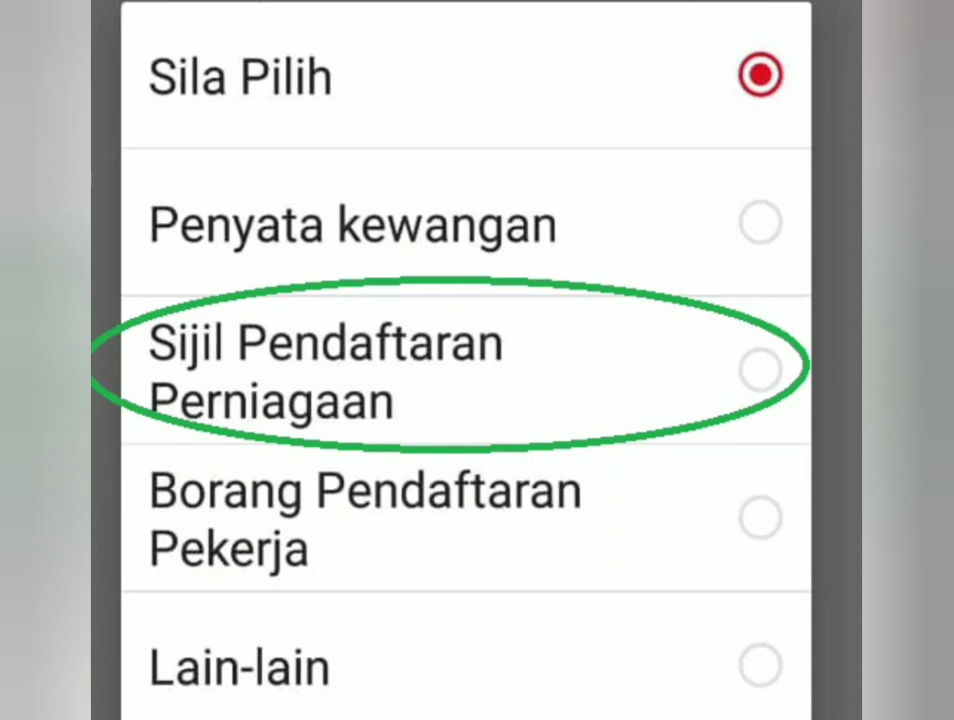 Sila Pilih
Penyata kewangan
Sijil Pendaftaran
Perniagaan
Borang Pendaftaran
Pekerja
Lain-lain